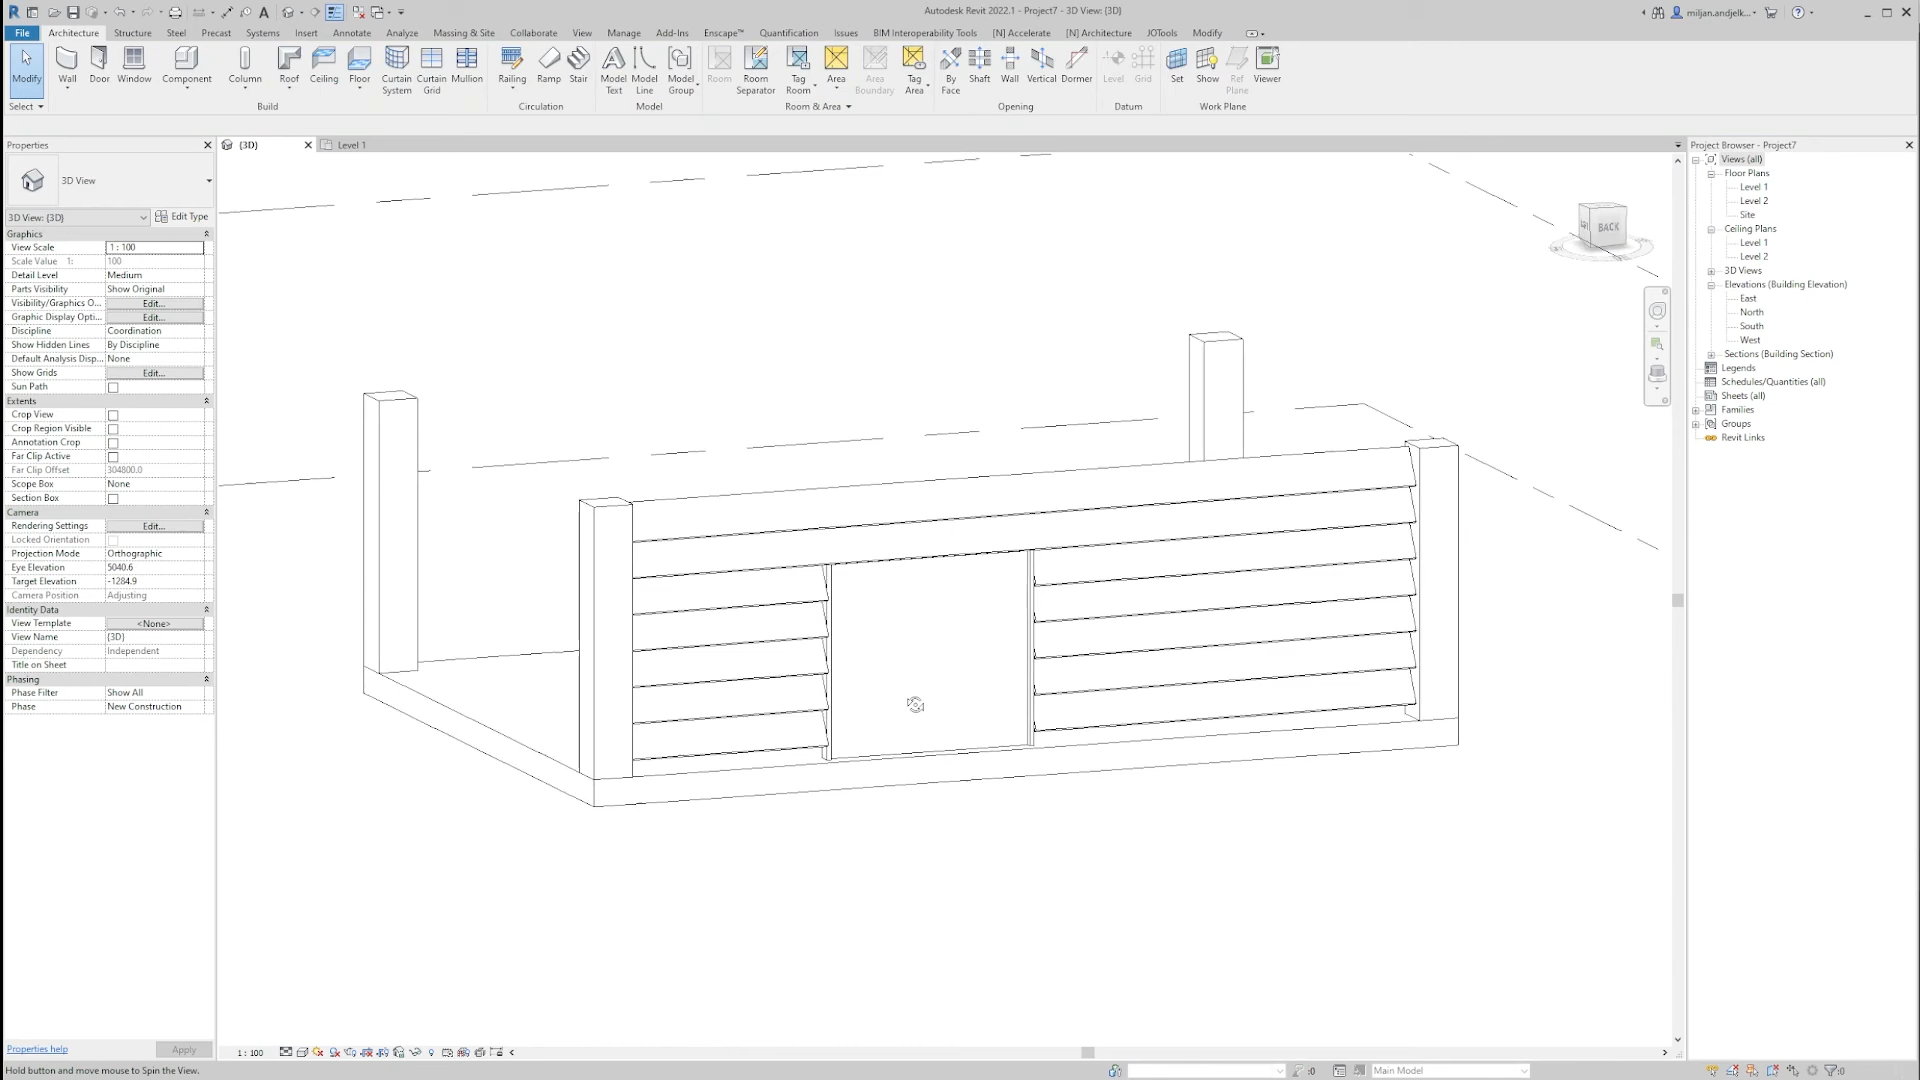 Autodesk Revit 2022.1 - Project7 - 3D View: {3D}
miljan.andjelk...
File Architecture Structure Steel Precast Systems Insert Annotate Analyze Massing & Site Collaborate View Manage Add-Ins Enscape™ Quantification Issues BIM Interoperability Tools [N] Accelerate [N] Architecture JOTools Modify
Modify Wall Door Window Component Column Roof Ceiling Floor Curtain System Curtain Grid Mullion Railing Ramp Stair Model Text Model Line Model Group Room Room Separator Tag Room Area Area Boundary Tag Area By Face Shaft Wall Vertical Dormer Level Grid Set Show Ref Plane Viewer
Select Build Circulation Model Room & Area Opening Datum Work Plane
Properties
{3D}
Level 1
Project Browser - Project7
3D View
3D View: {3D} Edit Type
Graphics
View Scale 1 : 100
Scale Value 1: 100
Detail Level Medium
Parts Visibility Show Original
Visibility/Graphics O... Edit...
Graphic Display Opti... Edit...
Discipline Coordination
Show Hidden Lines By Discipline
Default Analysis Disp... None
Show Grids Edit...
Sun Path
Extents
Crop View
Crop Region Visible
Annotation Crop
Far Clip Active
Far Clip Offset 304800.0
Scope Box None
Section Box
Camera
Rendering Settings Edit...
Locked Orientation
Projection Mode Orthographic
Eye Elevation 5040.6
Target Elevation -1284.9
Camera Position Adjusting
Identity Data
View Template <None>
View Name {3D}
Dependency Independent
Title on Sheet
Phasing
Phase Filter Show All
Phase New Construction
BACK
Views (all)
Floor Plans
Level 1
Level 2
Site
Ceiling Plans
Level 1
Level 2
3D Views
Elevations (Building Elevation)
East
North
South
West
Sections (Building Section)
Legends
Schedules/Quantities (all)
Sheets (all)
Families
Groups
Revit Links
Properties help Apply
1 : 100
Hold button and move mouse to Spin the View.
:0
Main Model
:0